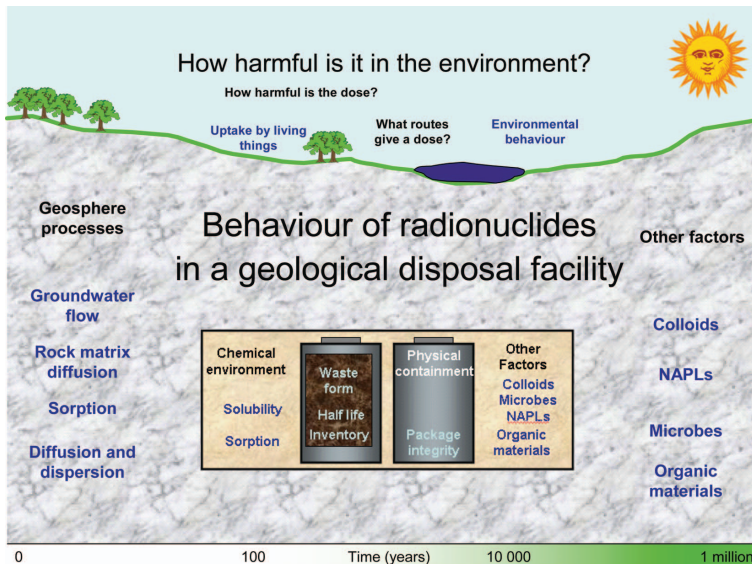 How harmful is it in the environment?
How harmful is the dose?
Uptake by living
things
What routes
give a dose?
Environmental
behaviour
Geosphere
processes
Behaviour of radionuclides
in a geological disposal facility
Other factors
Groundwater
flow
Rock matrix
diffusion
Sorption
Diffusion and
dispersion
Chemical
environment
Solubility
Sorption
Waste
form
Half life
Inventory
Physical
containment
Package
integrity
Other
Factors
Colloids
Microbes
NAPLs
Organic
materials
Colloids
NAPLs
Microbes
Organic
materials
0
100
Time (years)
10 000
1 million